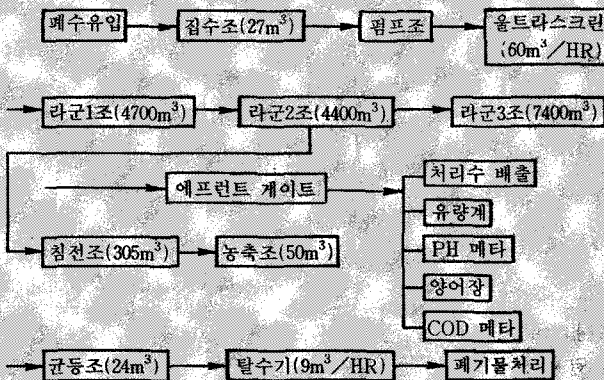 폐수유입
집수조(27m³)
펌프조
울트라스크린
(60m³/HR)
라군1조(4700m³)
라군2조(4400m³)
라군3조(7400m³)
에프런트 게이트
처리수 배출
유량계
PH 메타
양어장
COD 메타
침전조(305m³)
농축조(50m³)
균등조(24m³)
탈수기(9m³/HR)
폐기물처리